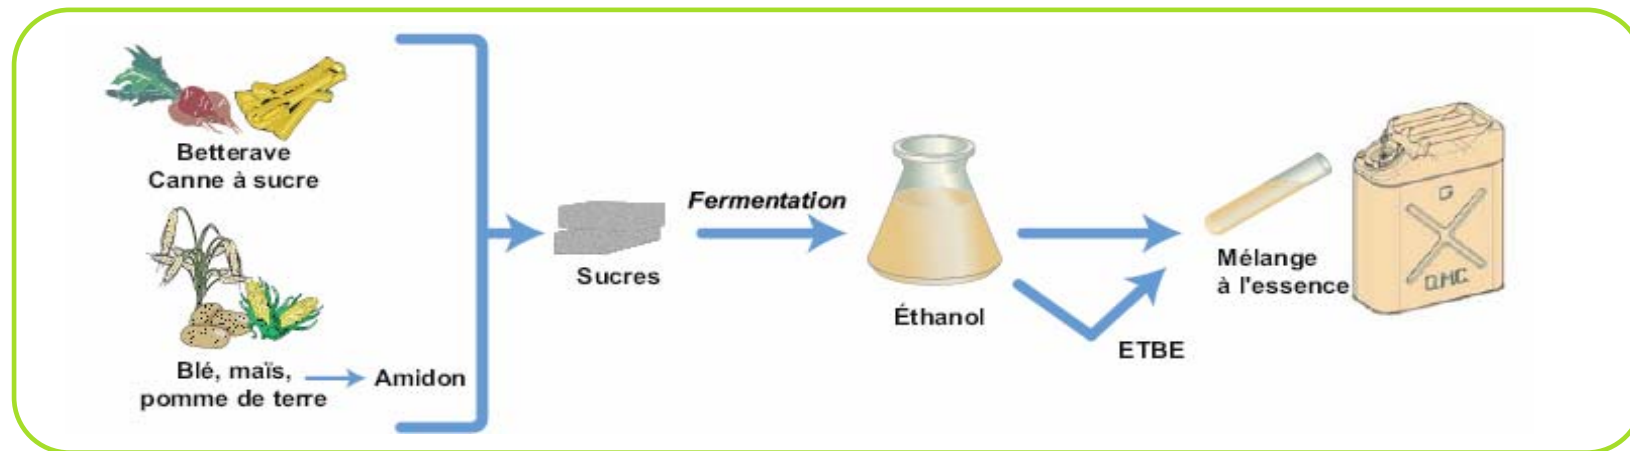 Betterave
Canne à sucre
Blé, maïs,
pomme de terre
Amidon
Sucres
Fermentation
Éthanol
ETBE
Mélange
à l'essence
G
O.M.C.